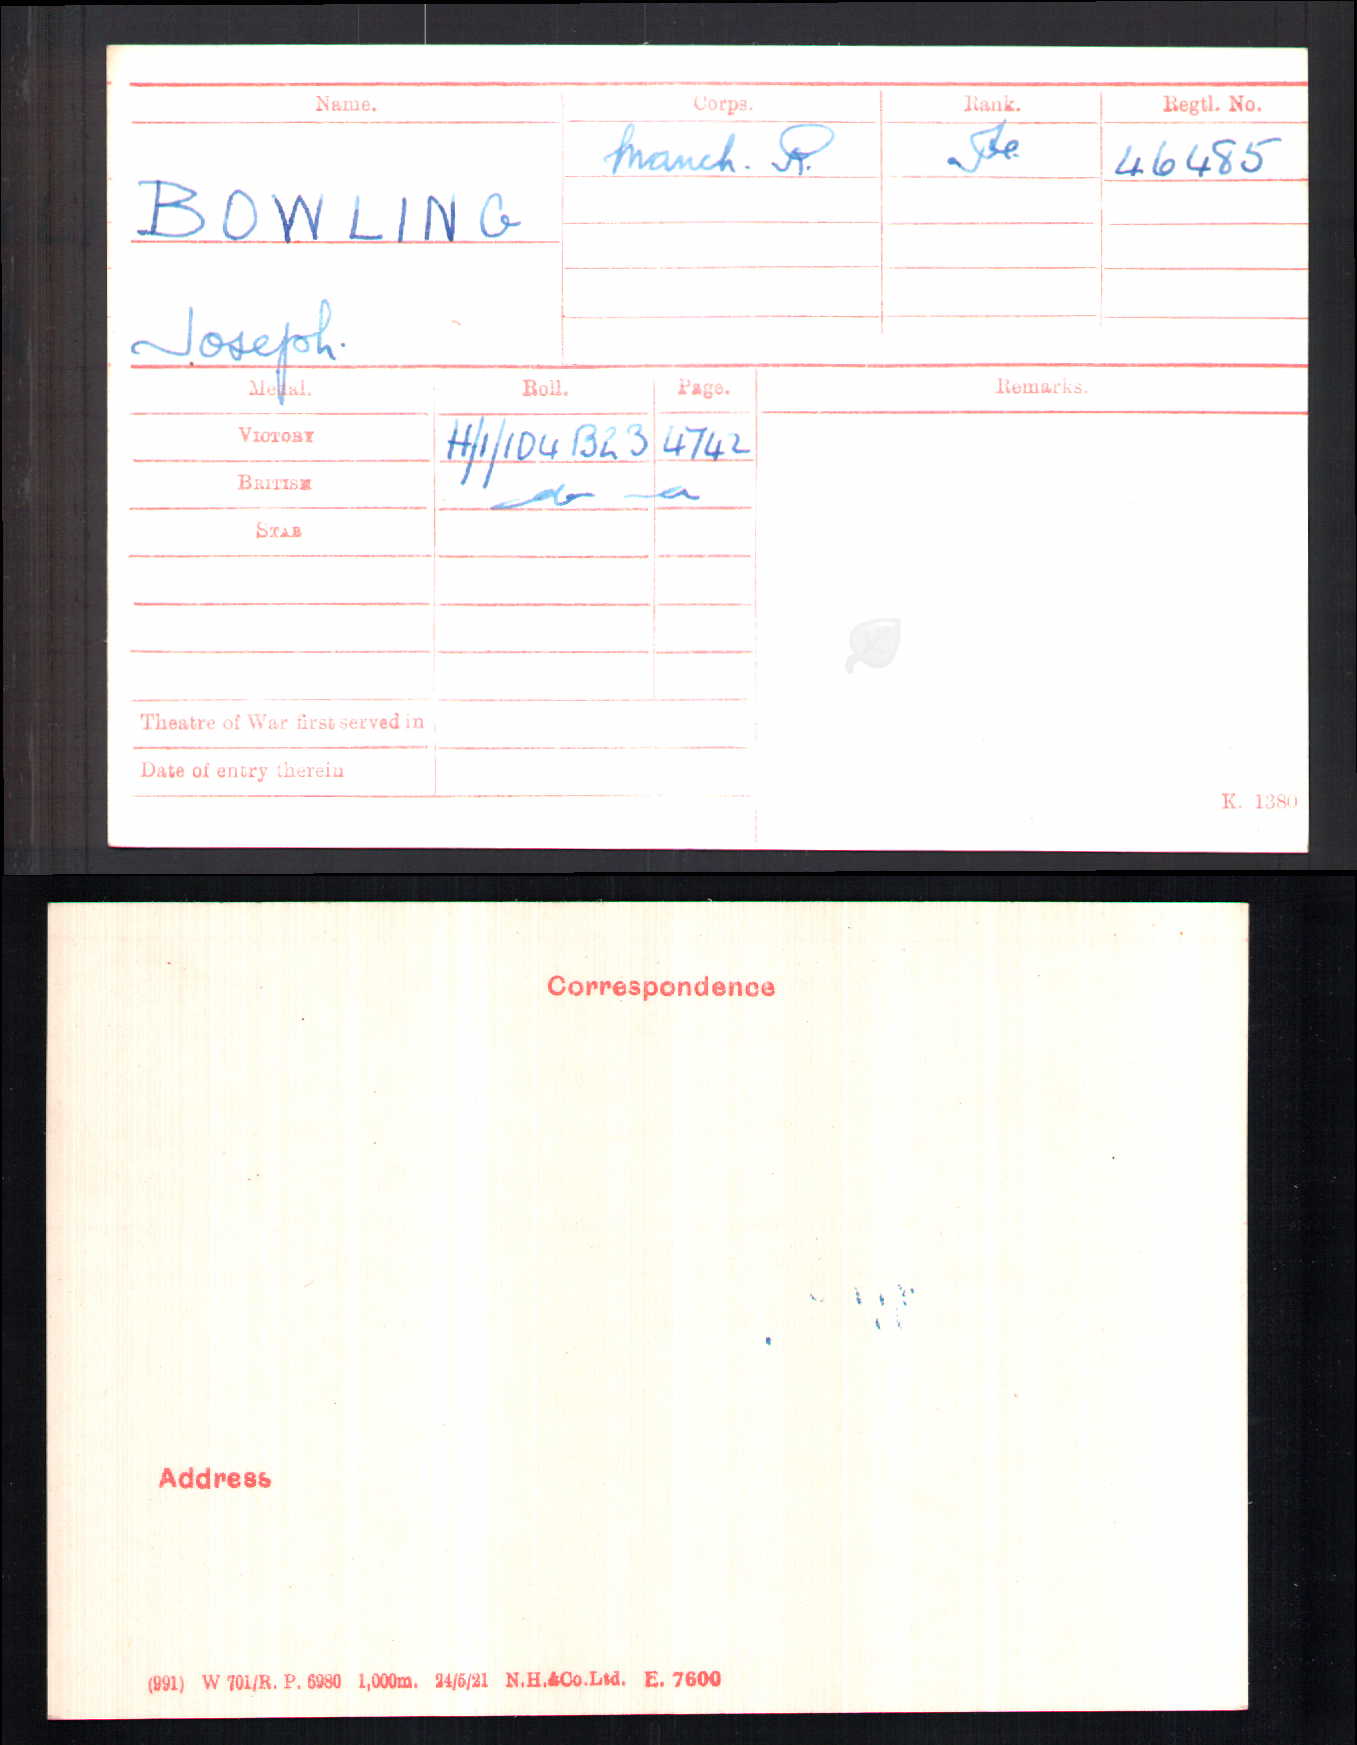 Name. Corps. Rank. Regtl. No.
Manch. R. Pte. 46485
BOWLING
Joseph.
Medal. Roll. Page. Remarks.
VICTORY H/1/104 B23 4742
BRITISH do do
STAR
Theatre of War first served in
Date of entry therein
K. 1380
Correspondence
Address
(991) W 701/R. P. 6980 1,000m. 24/5/21 N.H.&Co.Ltd. E. 7600